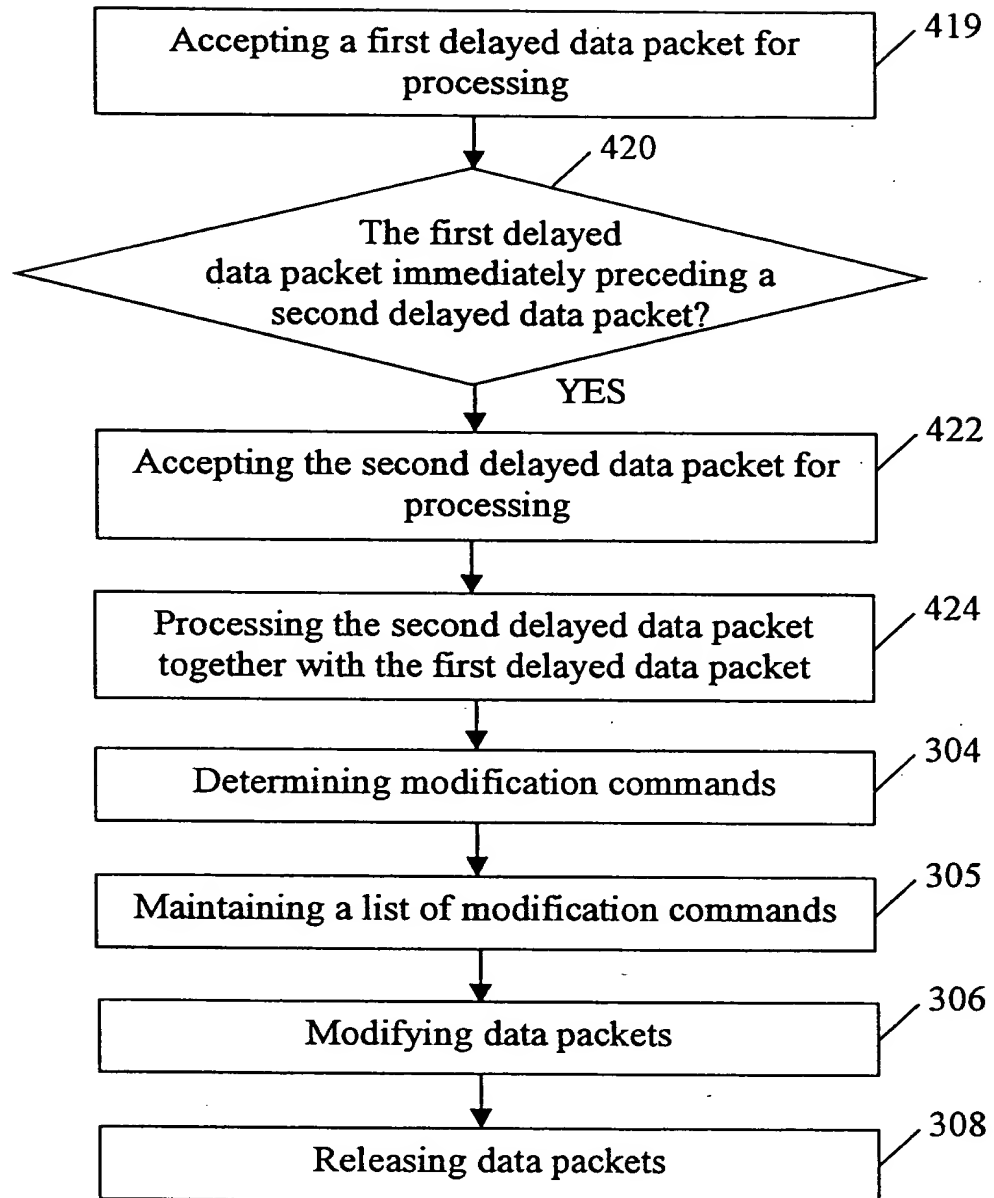 Accepting a first delayed data packet for
processing
419
420
The first delayed
data packet immediately preceding a
second delayed data packet?
YES
422
Accepting the second delayed data packet for
processing
424
Processing the second delayed data packet
together with the first delayed data packet
304
Determining modification commands
305
Maintaining a list of modification commands
306
Modifying data packets
308
Releasing data packets